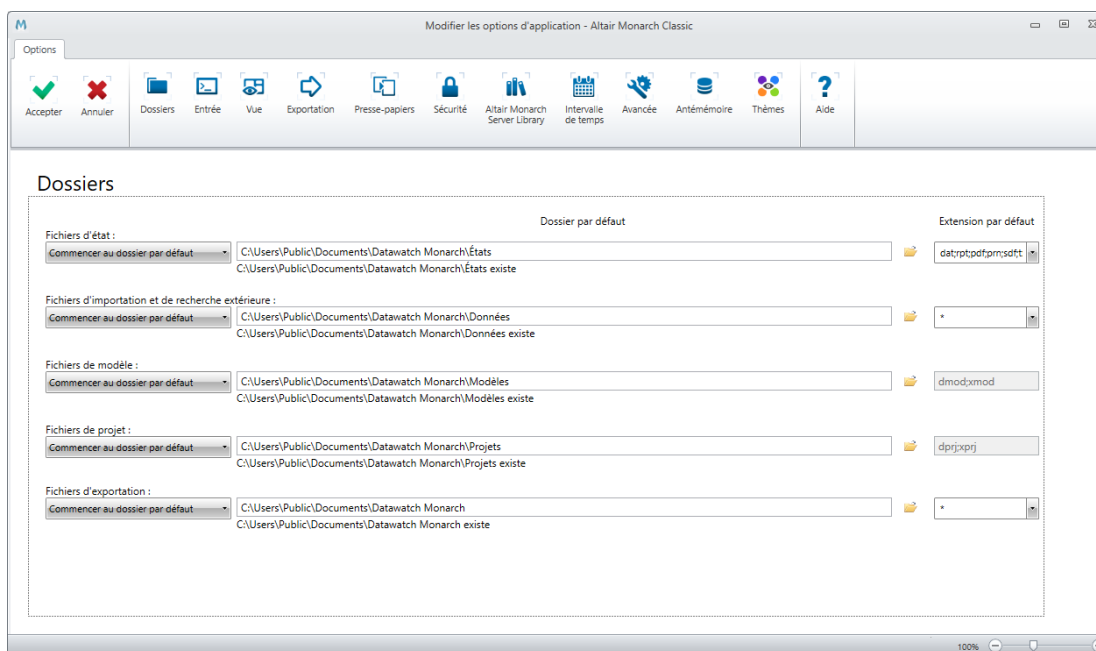 M
Modifier les options d'application - Altair Monarch Classic
Options
Accepter
Annuler
Dossiers
Entrée
Vue
Exportation
Presse-papiers
Sécurité
Altair Monarch
Server Library
Intervalle
de temps
Avancée
Antémémoire
Thèmes
?
Aide
Dossiers
Dossier par défaut
Extension par défaut
Fichiers d'état :
Commencer au dossier par défaut
C:\Users\Public\Documents\Datawatch Monarch\États
dat;rpt;pdf;prn;sdf;t
C:\Users\Public\Documents\Datawatch Monarch\États existe
Fichiers d'importation et de recherche extérieure :
Commencer au dossier par défaut
C:\Users\Public\Documents\Datawatch Monarch\Données
*
C:\Users\Public\Documents\Datawatch Monarch\Données existe
Fichiers de modèle :
Commencer au dossier par défaut
C:\Users\Public\Documents\Datawatch Monarch\Modèles
dmod;xmod
C:\Users\Public\Documents\Datawatch Monarch\Modèles existe
Fichiers de projet :
Commencer au dossier par défaut
C:\Users\Public\Documents\Datawatch Monarch\Projets
dprj;xprj
C:\Users\Public\Documents\Datawatch Monarch\Projets existe
Fichiers d'exportation :
Commencer au dossier par défaut
C:\Users\Public\Documents\Datawatch Monarch
*
C:\Users\Public\Documents\Datawatch Monarch existe
100%